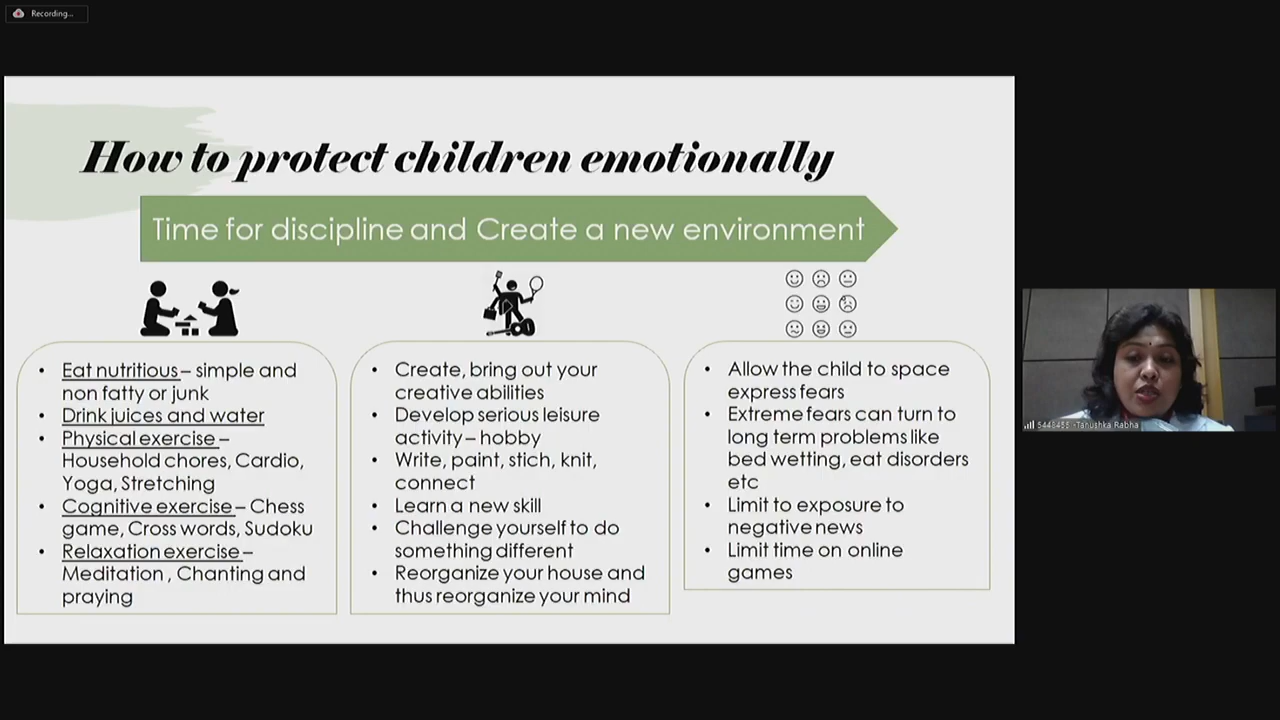 Recording...
How to protect children emotionally
Time for discipline and Create a new environment
• Eat nutritious – simple and
non fatty or junk
• Drink juices and water
• Physical exercise –
Household chores, Cardio,
Yoga, Stretching
• Cognitive exercise – Chess
game, Cross words, Sudoku
• Relaxation exercise –
Meditation , Chanting and
praying
• Create, bring out your
creative abilities
• Develop serious leisure
activity – hobby
• Write, paint, stich, knit,
connect
• Learn a new skill
• Challenge yourself to do
something different
• Reorganize your house and
thus reorganize your mind
• Allow the child to space
express fears
• Extreme fears can turn to
long term problems like
bed wetting, eat disorders
etc
• Limit to exposure to
negative news
• Limit time on online
games
5448455 -Tanushka Rabha